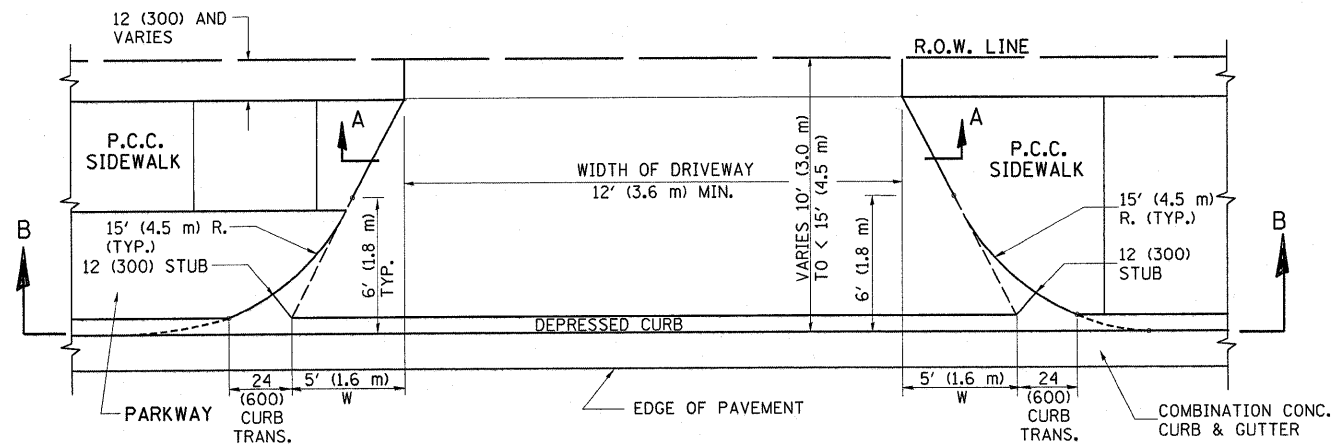 12 (300) AND
VARIES
R.O.W. LINE
A
A
P.C.C.
SIDEWALK
P.C.C.
SIDEWALK
WIDTH OF DRIVEWAY
12' (3.6 m) MIN.
VARIES 10' (3.0 m)
TO < 15' (4.5 m)
15' (4.5 m) R.
(TYP.)
15' (4.5 m)
R. (TYP.)
B
B
12 (300) STUB
12 (300)
STUB
6' (1.8 m)
TYP.
6' (1.8 m)
DEPRESSED CURB
24
(600)
CURB
TRANS.
5' (1.6 m)
W
5' (1.6 m)
W
24
(600)
CURB
TRANS.
PARKWAY
EDGE OF PAVEMENT
COMBINATION CONC.
CURB & GUTTER